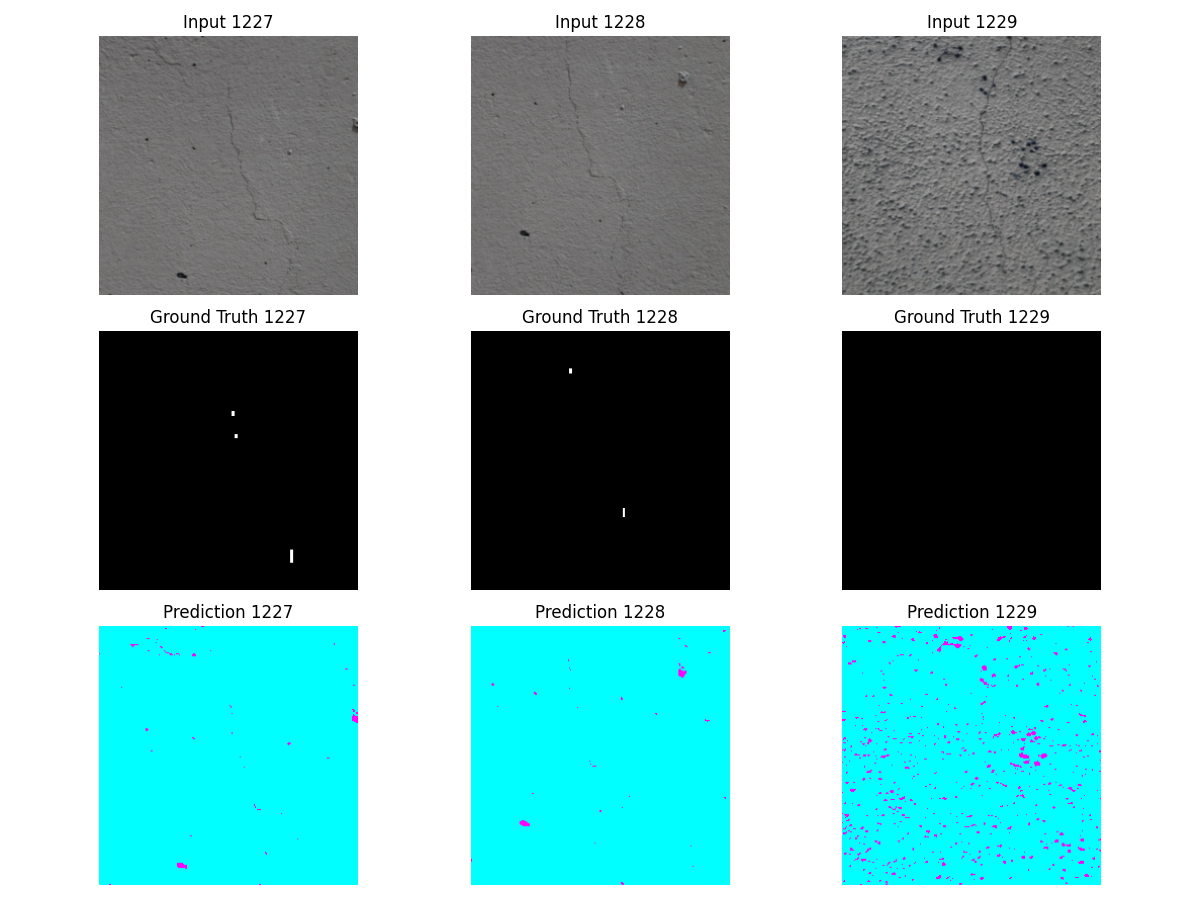 Input 1227
Input 1228
Input 1229
Ground Truth 1227
Ground Truth 1228
Ground Truth 1229
Prediction 1227
Prediction 1228
Prediction 1229